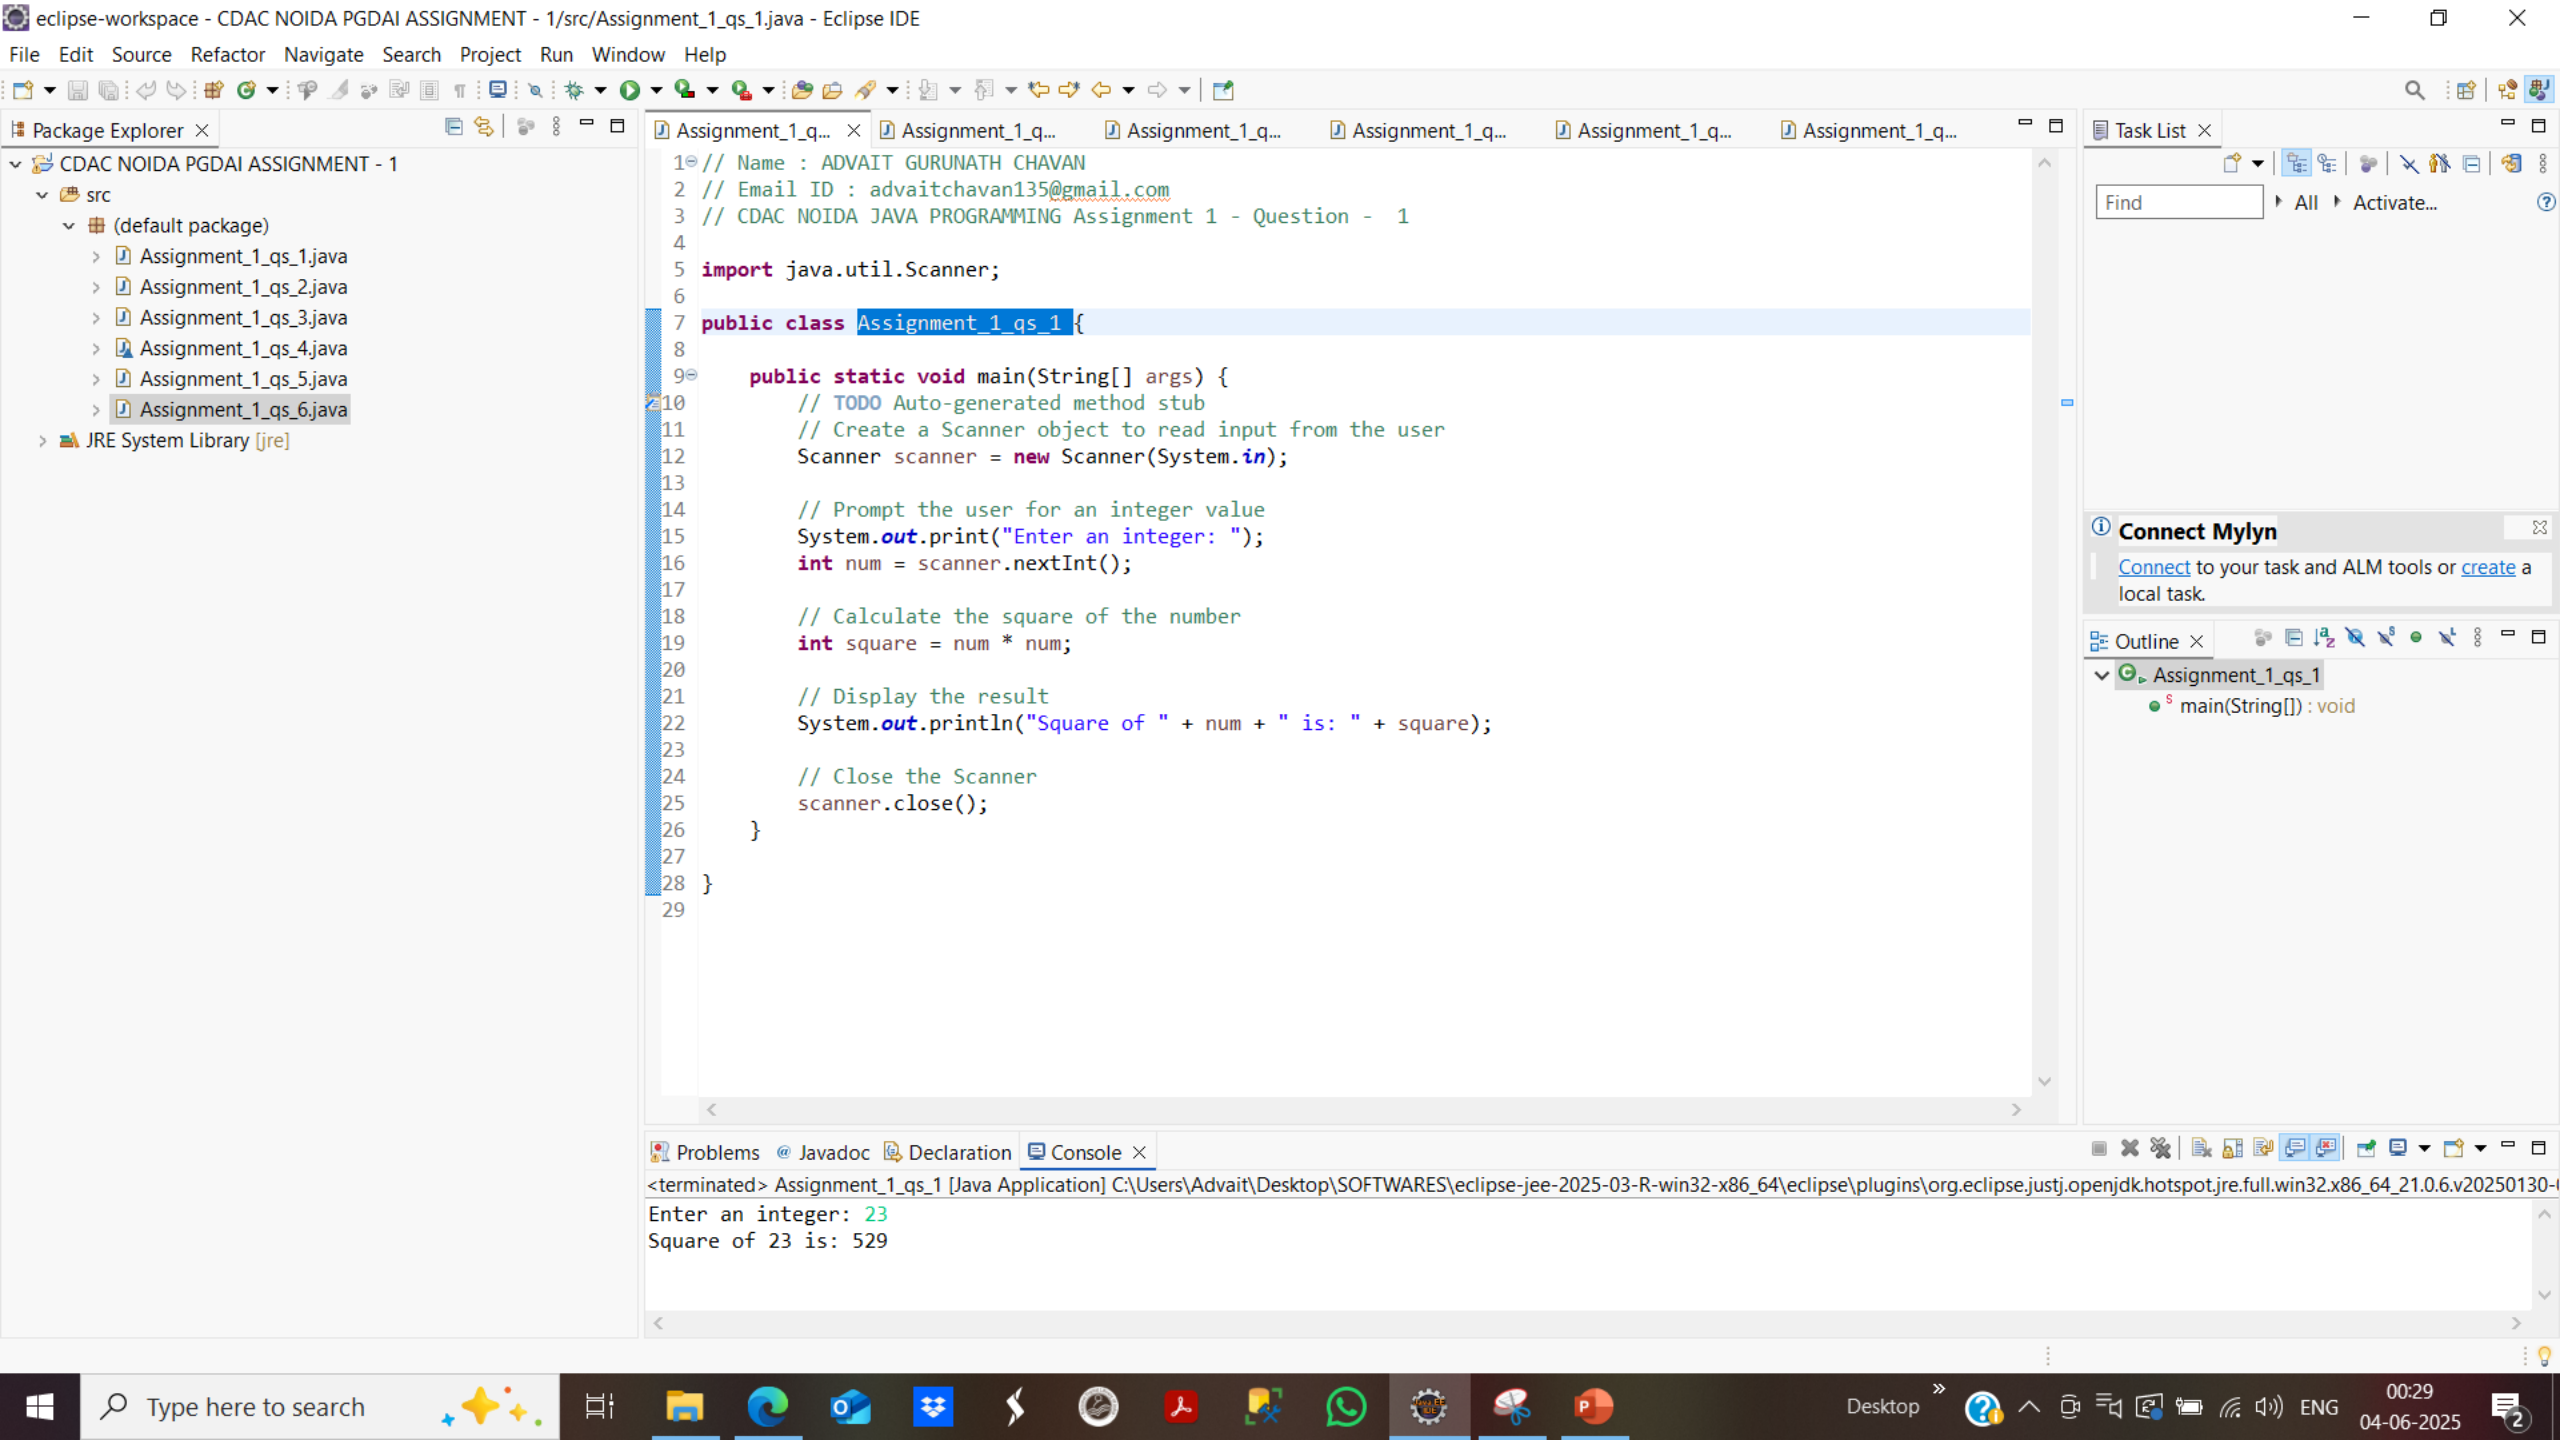 eclipse-workspace - CDAC NOIDA PGDAI ASSIGNMENT - 1/src/Assignment_1_qs_1.java - Eclipse IDE
File Edit Source Refactor Navigate Search Project Run Window Help
Package Explorer
CDAC NOIDA PGDAI ASSIGNMENT - 1
src
(default package)
Assignment_1_qs_1.java
Assignment_1_qs_2.java
Assignment_1_qs_3.java
Assignment_1_qs_4.java
Assignment_1_qs_5.java
Assignment_1_qs_6.java
JRE System Library [jre]
Assignment_1_q... Assignment_1_q... Assignment_1_q... Assignment_1_q... Assignment_1_q... Assignment_1_q...
1 // Name : ADVAIT GURUNATH CHAVAN
2 // Email ID : advaitchavan135@gmail.com
3 // CDAC NOIDA JAVA PROGRAMMING Assignment 1 - Question -  1
4
5 import java.util.Scanner;
6
7 public class Assignment_1_qs_1 {
8
9     public static void main(String[] args) {
10         // TODO Auto-generated method stub
11         // Create a Scanner object to read input from the user
12         Scanner scanner = new Scanner(System.in);
13
14         // Prompt the user for an integer value
15         System.out.print("Enter an integer: ");
16         int num = scanner.nextInt();
17
18         // Calculate the square of the number
19         int square = num * num;
20
21         // Display the result
22         System.out.println("Square of " + num + " is: " + square);
23
24         // Close the Scanner
25         scanner.close();
26     }
27
28 }
29
Task List
Find All Activate...
Connect Mylyn
Connect to your task and ALM tools or create a
local task.
Outline
Assignment_1_qs_1
main(String[]) : void
Problems @ Javadoc Declaration Console
<terminated> Assignment_1_qs_1 [Java Application] C:\Users\Advait\Desktop\SOFTWARES\eclipse-jee-2025-03-R-win32-x86_64\eclipse\plugins\org.eclipse.justj.openjdk.hotspot.jre.full.win32.x86_64_21.0.6.v20250130-
Enter an integer: 23
Square of 23 is: 529
Type here to search
Desktop
ENG
00:29
04-06-2025
2